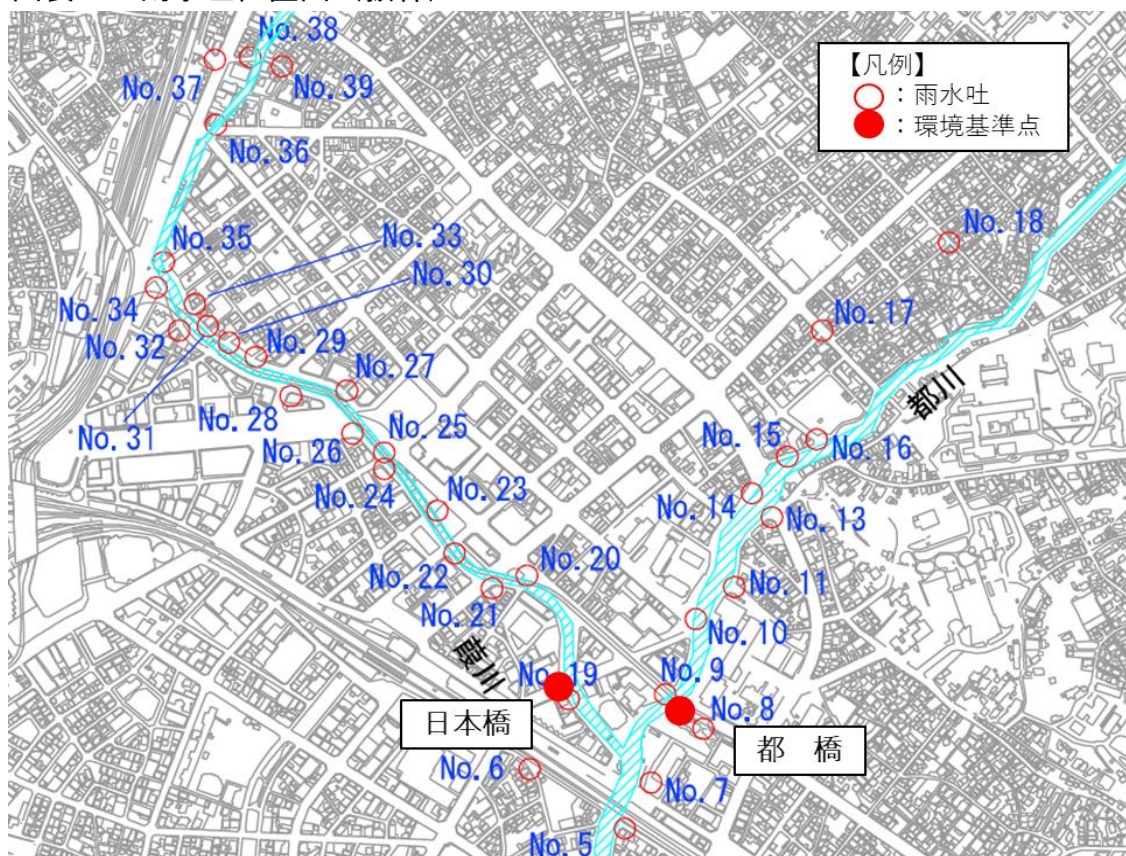 【凡例】
○：雨水吐
●：環境基準点
No. 38
No. 37
No. 39
No. 36
No. 35
No. 33
No. 30
No. 34
No. 32
No. 29
No. 31
No. 28
No. 27
No. 26
No. 25
No. 24
No. 23
No. 22
No. 21
No. 20
No. 19
No. 18
No. 17
No. 16
No. 15
No. 14
No. 13
No. 11
No. 10
No. 9
No. 8
No. 7
No. 6
No. 5
都川
葭川
日本橋
都　橋